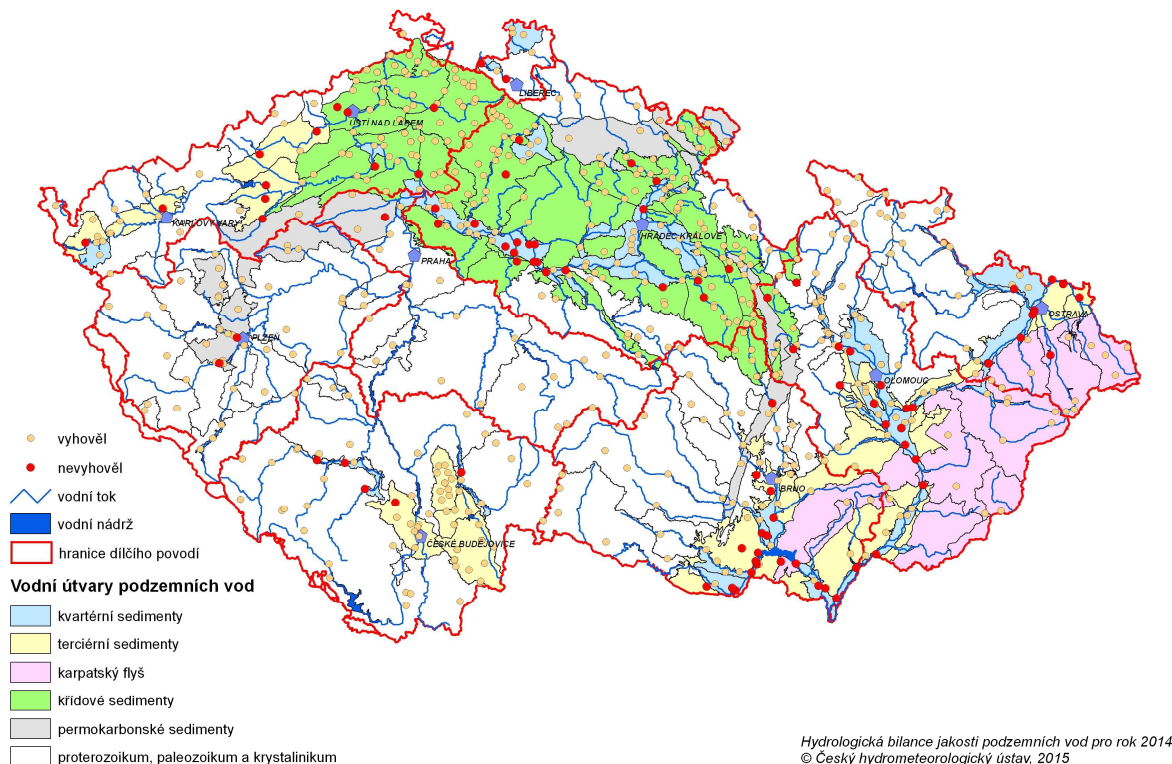 LIBEREC
ÚSTÍ NAD LABEM
KARLOVY VARY
HRADEC KRÁLOVÉ
PRAHA
OSTRAVA
PLZEŇ
OLOMOUC
BRNO
ČESKÉ BUDĚJOVICE
vyhověl
nevyhověl
vodní tok
vodní nádrž
hranice dílčího povodí
Vodní útvary podzemních vod
kvartérní sedimenty
terciérní sedimenty
karpatský flyš
křídové sedimenty
permokarbonské sedimenty
proterozoikum, paleozoikum a krystalinikum
Hydrologická bilance jakosti podzemních vod pro rok 2014
© Český hydrometeorologický ústav, 2015